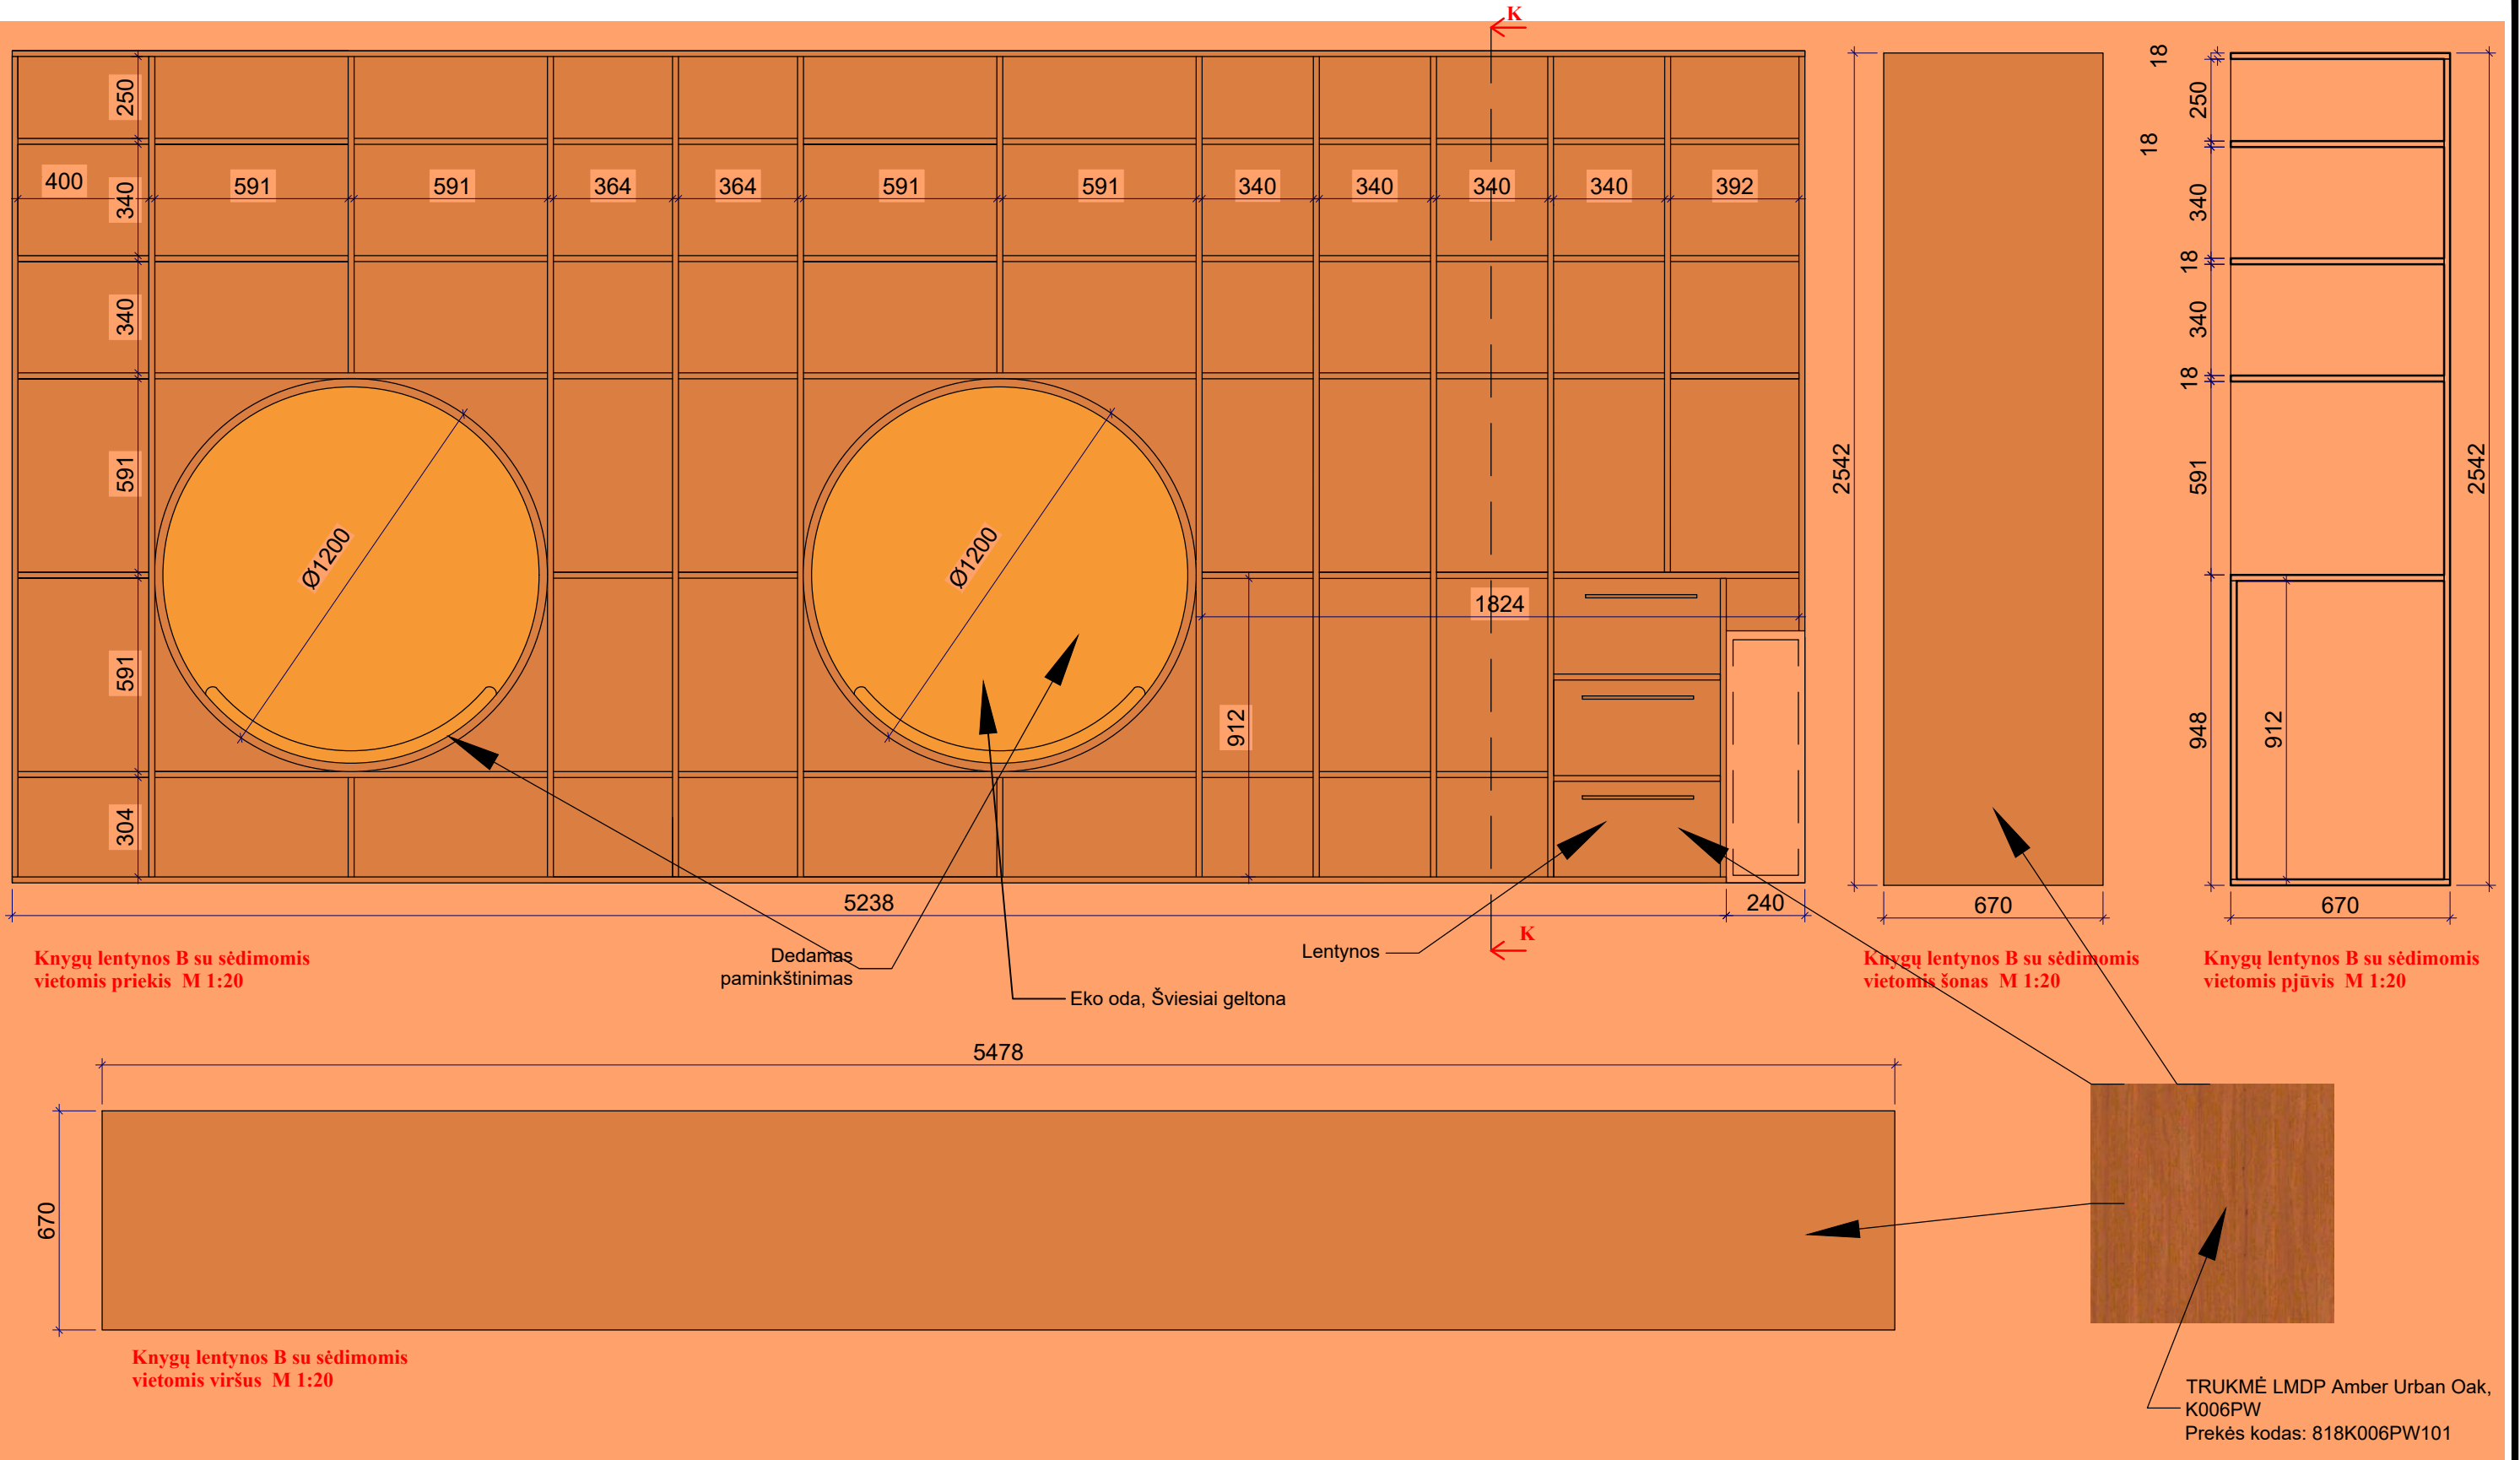 K
18
250
340
340
591
591
304
400
591
591
364
364
591
591
340
340
340
340
392
Ø1200
Ø1200
1824
912
5238
240
2542
670
18
250
18
340
18
340
18
591
948
912
2542
670
K
Knygų lentynos B su sėdimomis
vietomis priekis M 1:20
Dedamas
paminkštinimas
Eko oda, Šviesiai geltona
Lentynos
Knygų lentynos B su sėdimomis
vietomis šonas M 1:20
Knygų lentynos B su sėdimomis
vietomis pjūvis M 1:20
5478
670
Knygų lentynos B su sėdimomis
vietomis viršus M 1:20
TRUKMĖ LMDP Amber Urban Oak,
K006PW
Prekės kodas: 818K006PW101